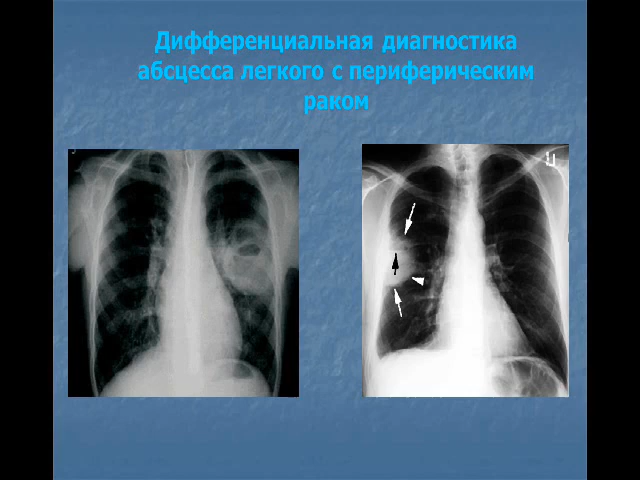 Дифференциальная диагностика
абсцесса легкого с периферическим
раком